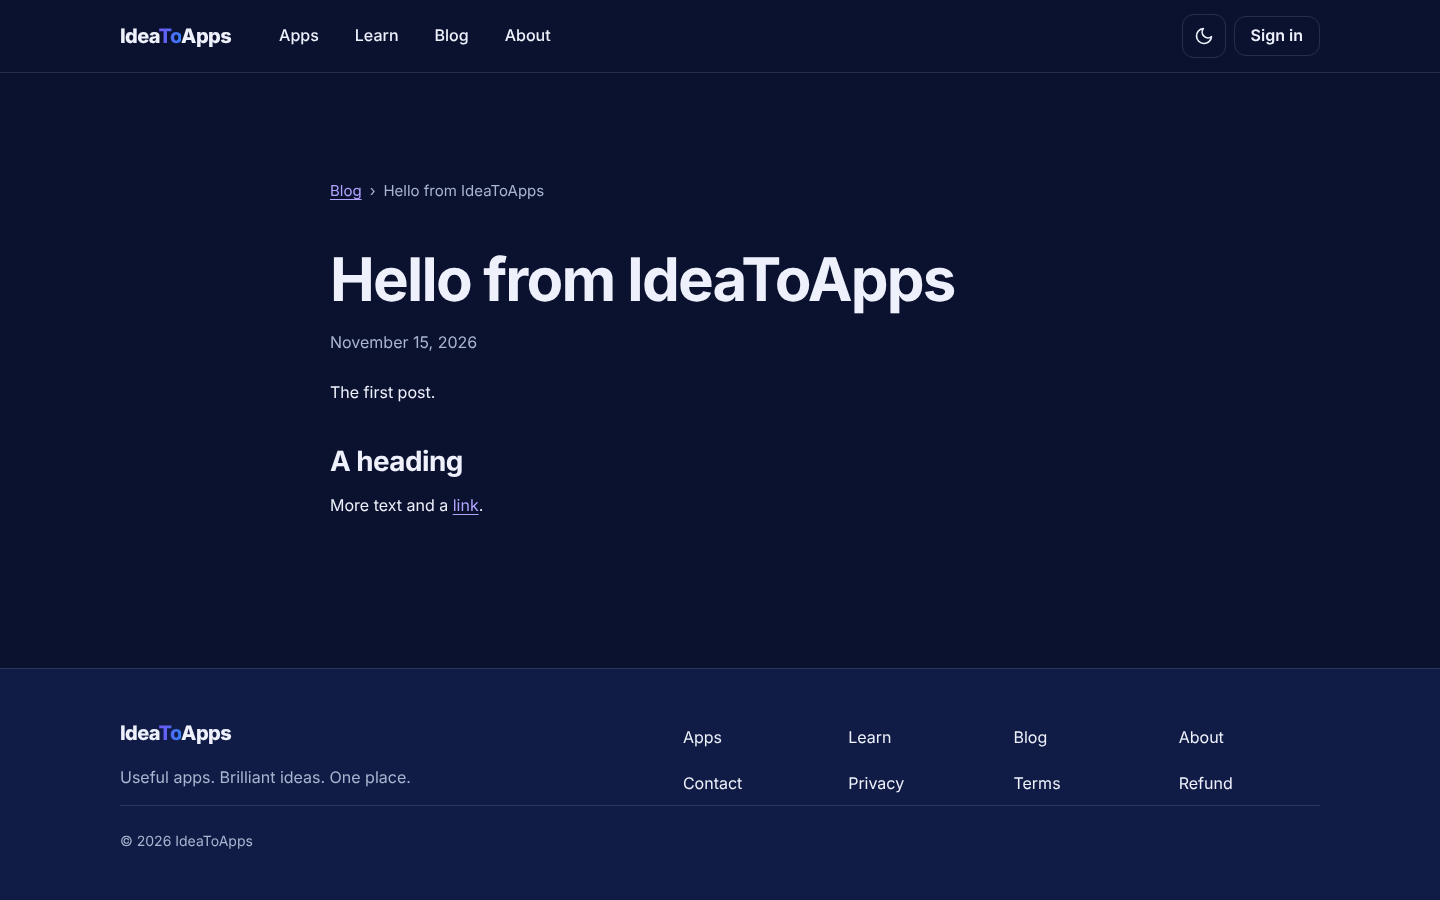 IdeaToApps Apps Learn Blog About Sign in
Blog › Hello from IdeaToApps
Hello from IdeaToApps
November 15, 2026
The first post.
A heading
More text and a link.
IdeaToApps
Useful apps. Brilliant ideas. One place.
Apps Learn Blog About
Contact Privacy Terms Refund
© 2026 IdeaToApps